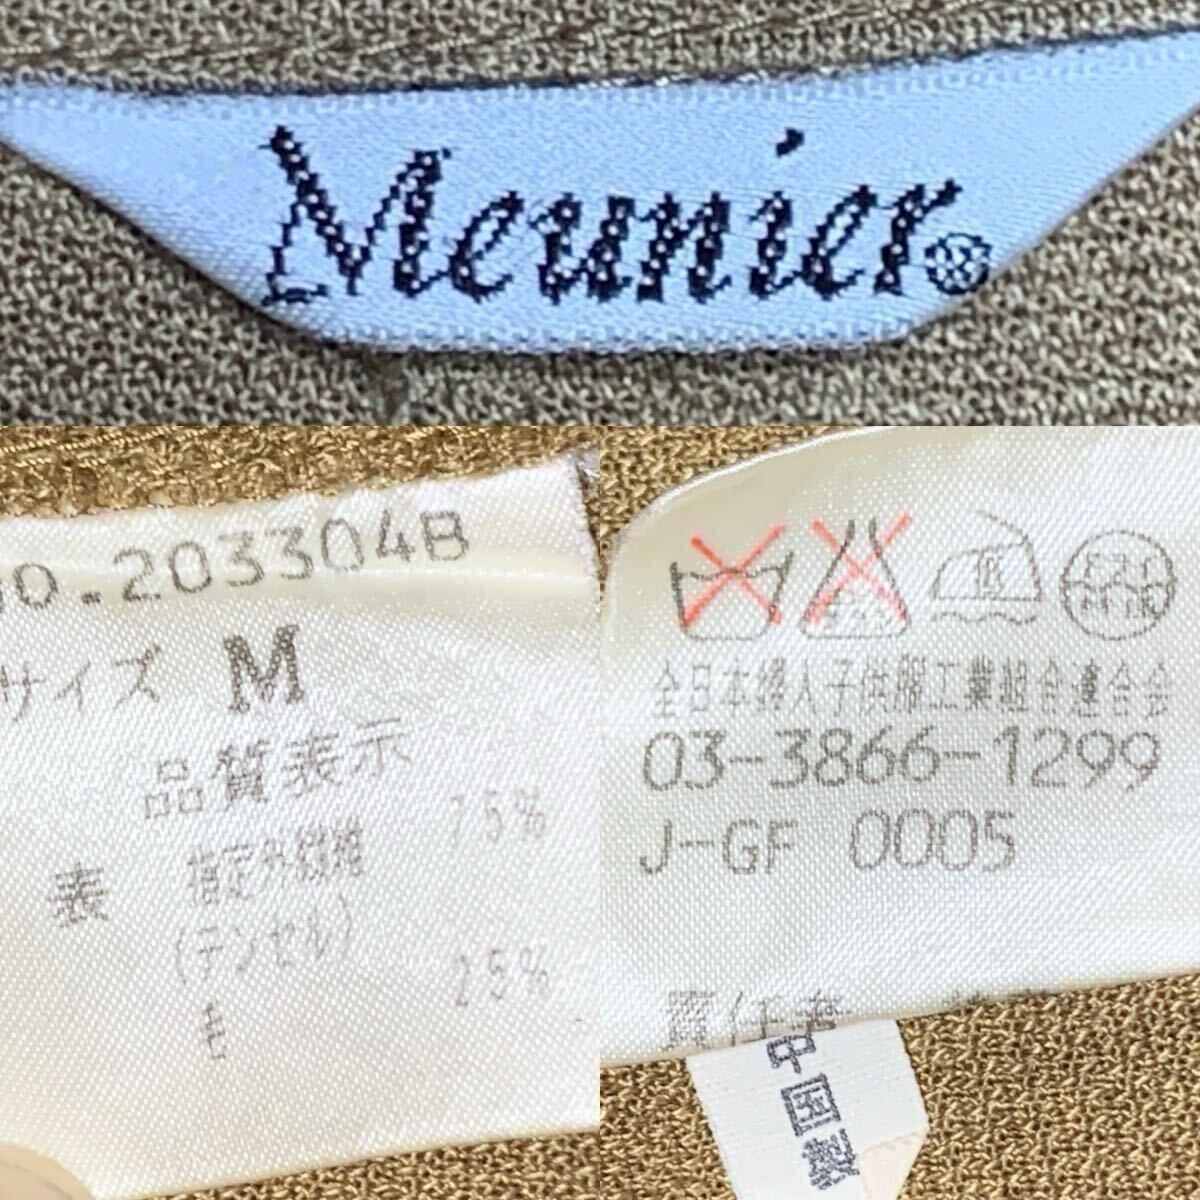 Meunier®
no.203304B
サイズ M
品質表示
表 指定外繊維 75%
(テンセル)
毛 25%
全日本婦人子供服工業組合連合会
03-3866-1299
J-GF 0005
中国製